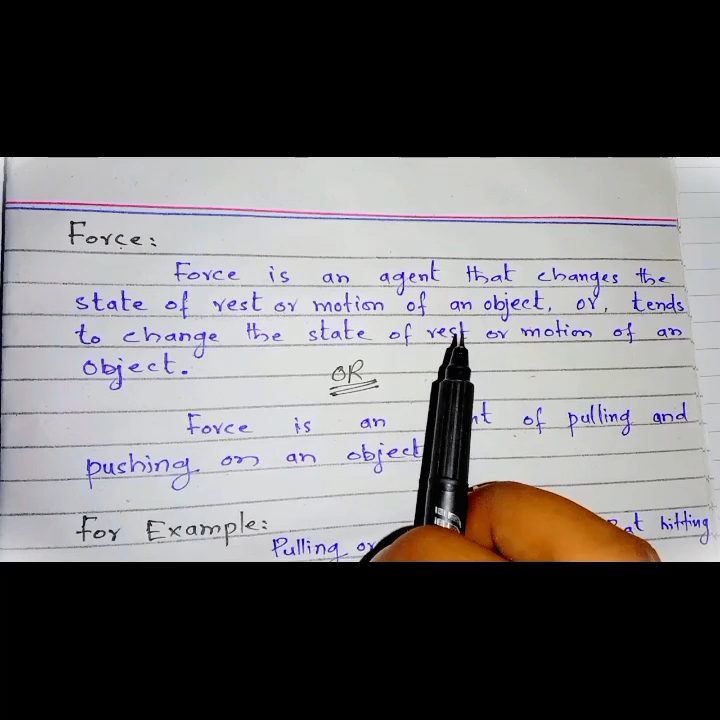 Force:
Force is an agent that changes the
state of rest or motion of an object, or, tends
to change the state of rest or motion of an
object.
OR
Force is an of pulling and
pushing on an object
For Example:
Pulling or hitting